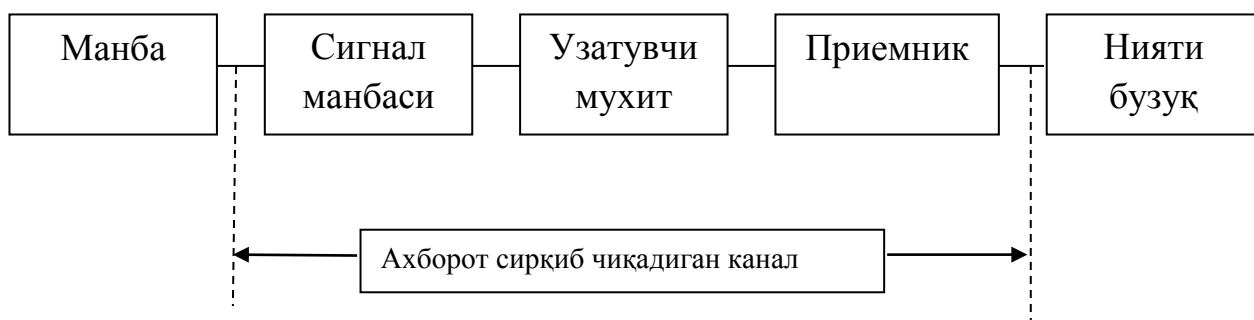 Манба
Сигнал
манбаси
Узатувчи
мухит
Приемник
Нияти
бузуқ
Ахборот сирқиб чиқадиган канал